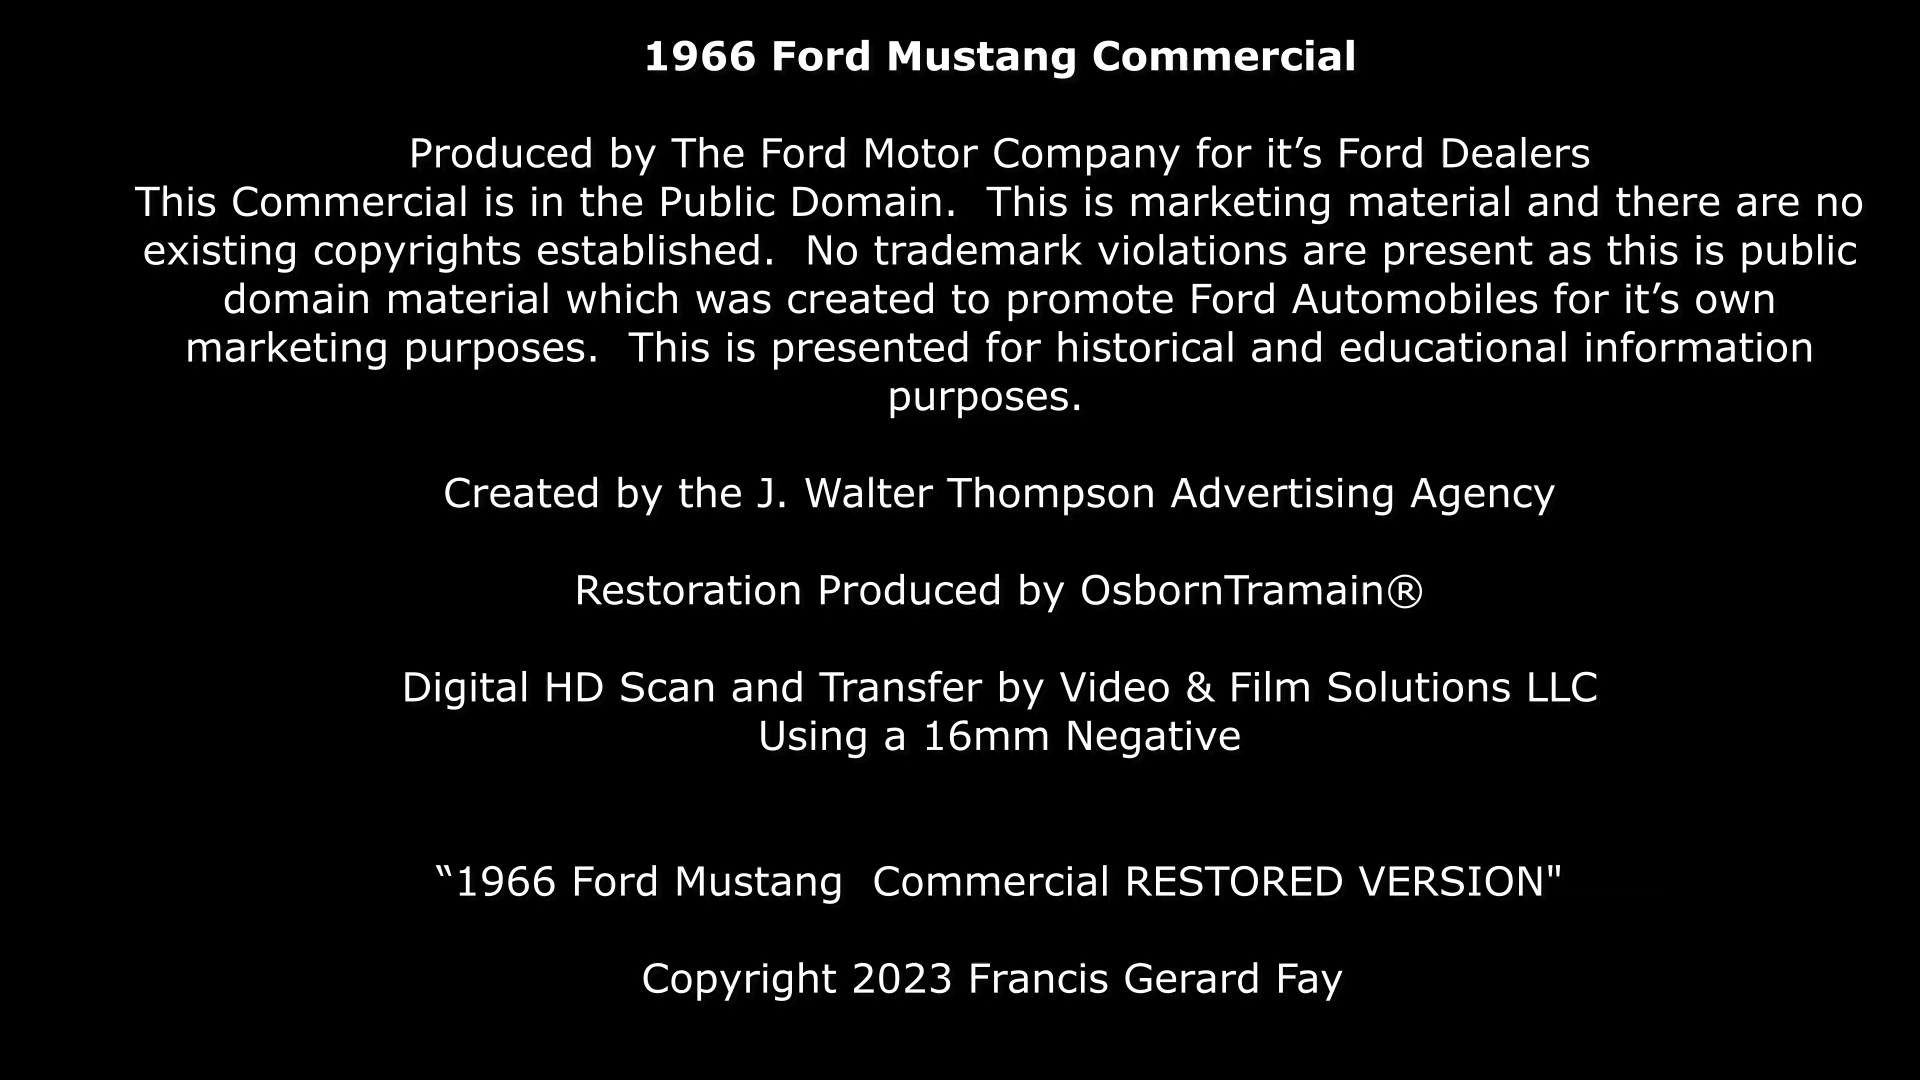 1966 Ford Mustang Commercial
Produced by The Ford Motor Company for it’s Ford Dealers
This Commercial is in the Public Domain.  This is marketing material and there are no
existing copyrights established.  No trademark violations are present as this is public
domain material which was created to promote Ford Automobiles for it’s own
marketing purposes.  This is presented for historical and educational information
purposes.
Created by the J. Walter Thompson Advertising Agency
Restoration Produced by OsbornTramain®
Digital HD Scan and Transfer by Video & Film Solutions LLC
Using a 16mm Negative
“1966 Ford Mustang  Commercial RESTORED VERSION"
Copyright 2023 Francis Gerard Fay